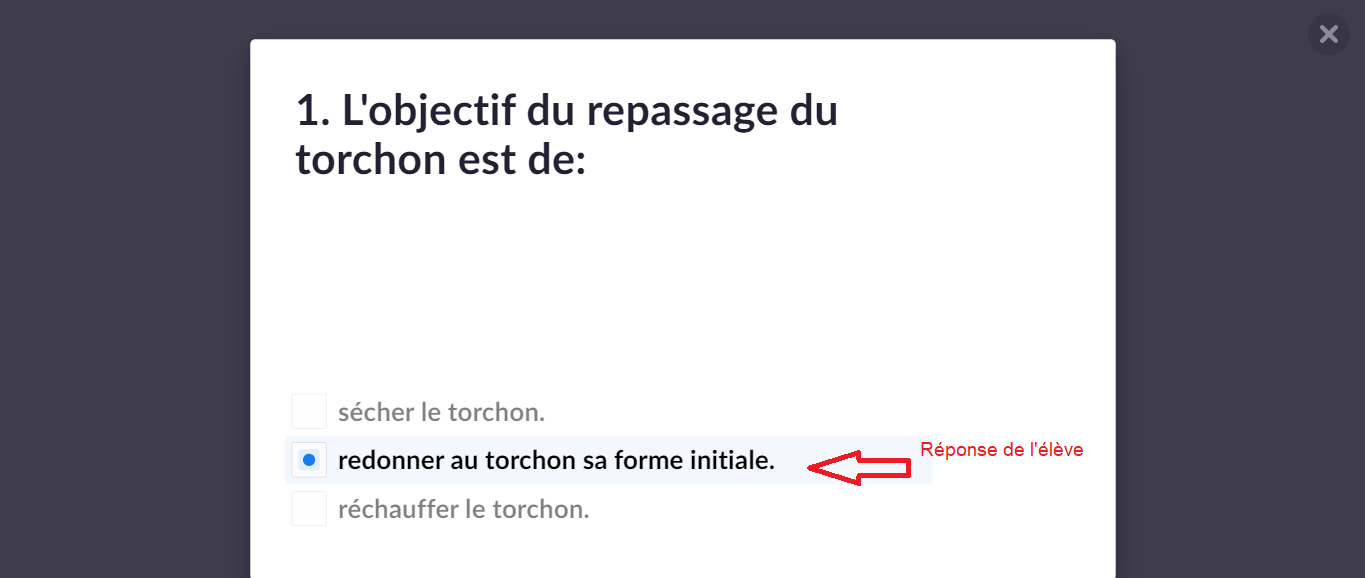 1. L'objectif du repassage du
torchon est de:
sécher le torchon.
redonner au torchon sa forme initiale.
Réponse de l'élève
réchauffer le torchon.